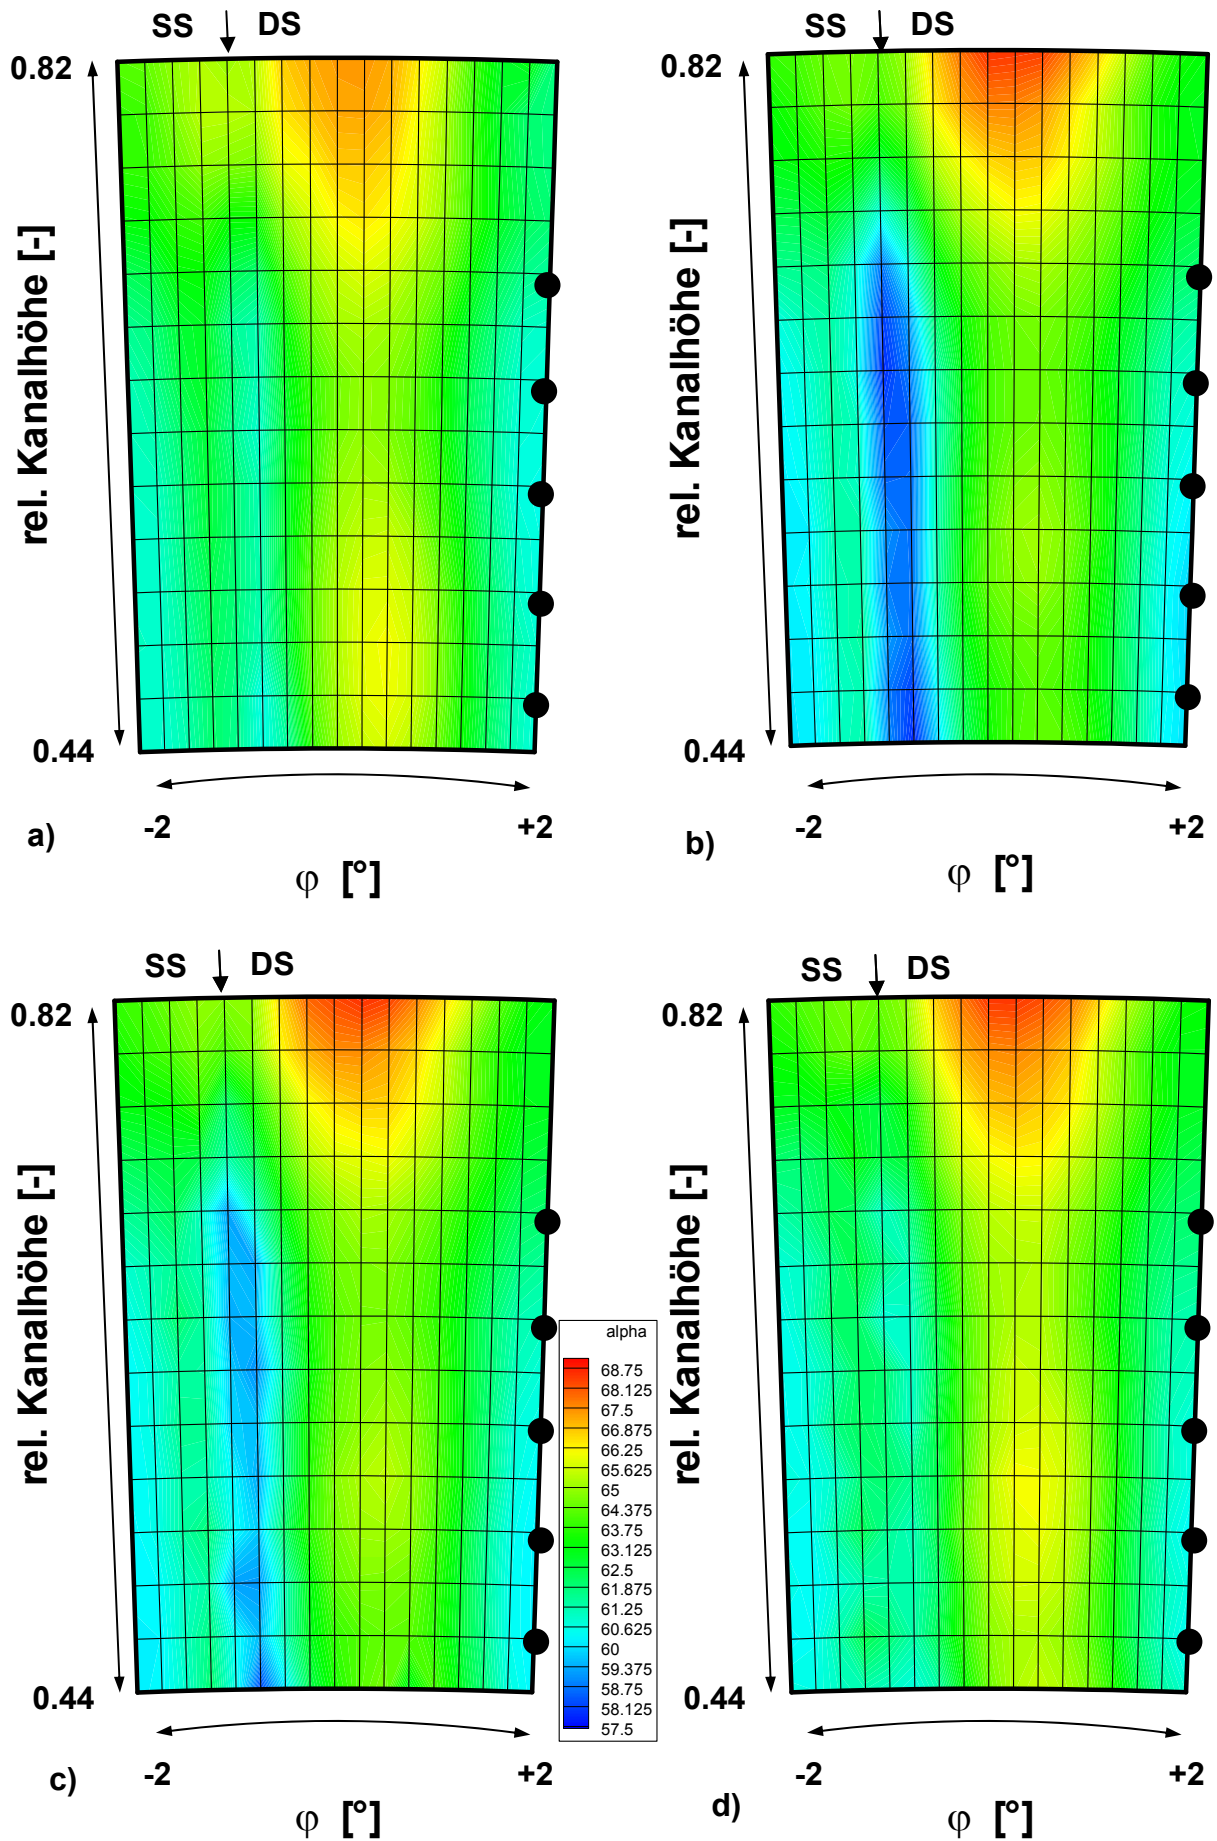 SS DS
0.82
rel. Kanalhöhe [-]
0.44
-2 +2
a)
φ [°]
SS DS
0.82
rel. Kanalhöhe [-]
0.44
-2 +2
b)
φ [°]
SS DS
0.82
rel. Kanalhöhe [-]
0.44
-2 +2
c)
φ [°]
alpha
68.75
68.125
67.5
66.875
66.25
65.625
65
64.375
63.75
63.125
62.5
61.875
61.25
60.625
60
59.375
58.75
58.125
57.5
SS DS
0.82
rel. Kanalhöhe [-]
0.44
-2 +2
d)
φ [°]